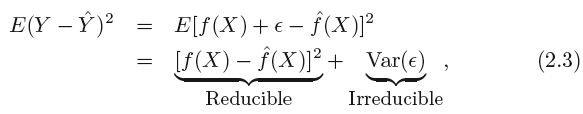 E(Y − Ŷ)² = E[f(X) + ϵ − f̂(X)]²
= [f(X) − f̂(X)]² + Var(ϵ) , (2.3)
Reducible Irreducible